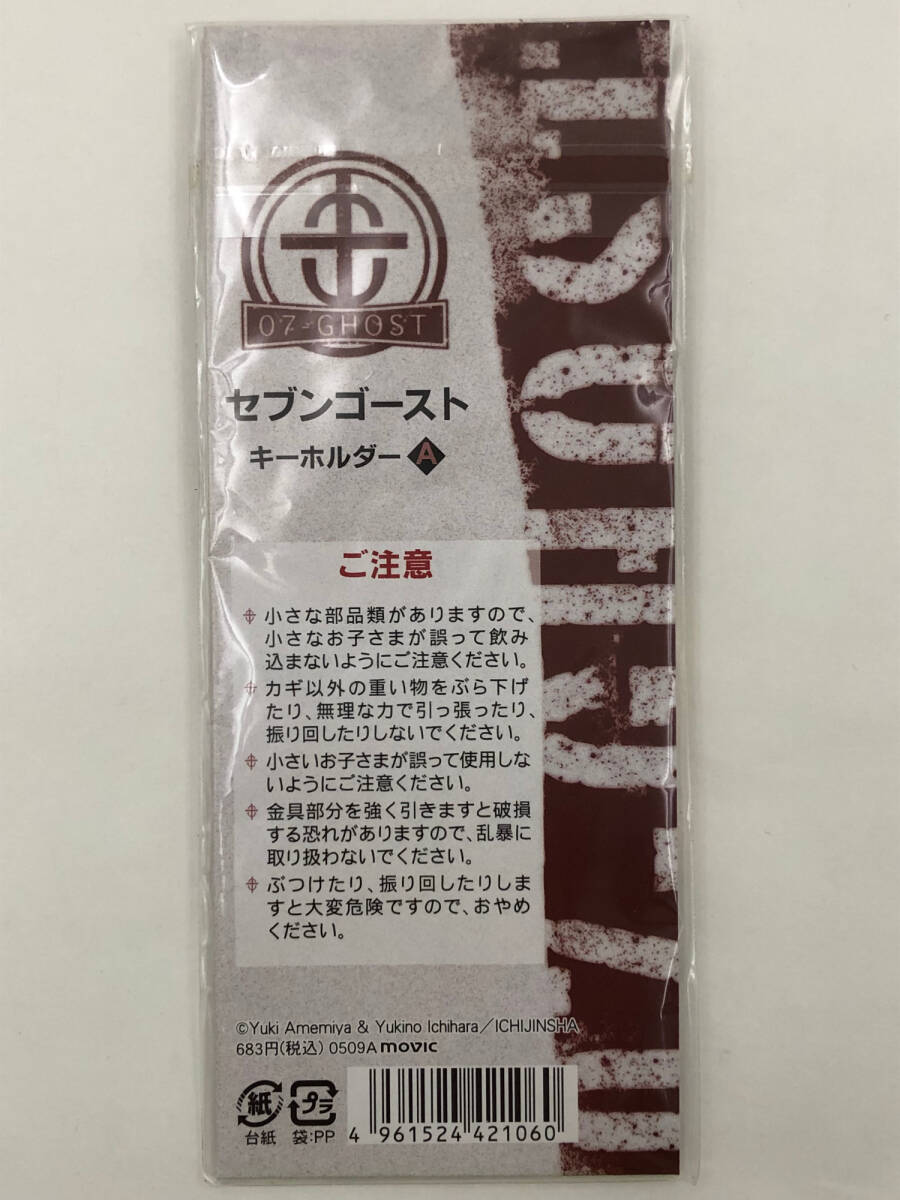 07-GHOST
セブンゴースト
キーホルダー A
ご注意
小さな部品類がありますので、
小さなお子さまが誤って飲み
込まないようにご注意ください。
カギ以外の重い物をぶら下げ
たり、無理な力で引っ張ったり、
振り回したりしないでください。
小さいお子さまが誤って使用しな
いようにご注意ください。
金具部分を強く引きますと破損
する恐れがありますので、乱暴に
取り扱わないでください。
ぶつけたり、振り回したりしま
すと大変危険ですので、おやめ
ください。
©Yuki Amemiya & Yukino Ichihara／ICHIJINSHA
683円(税込) 0509A movic
紙 プラ
台紙 袋:PP
4 961524 421060